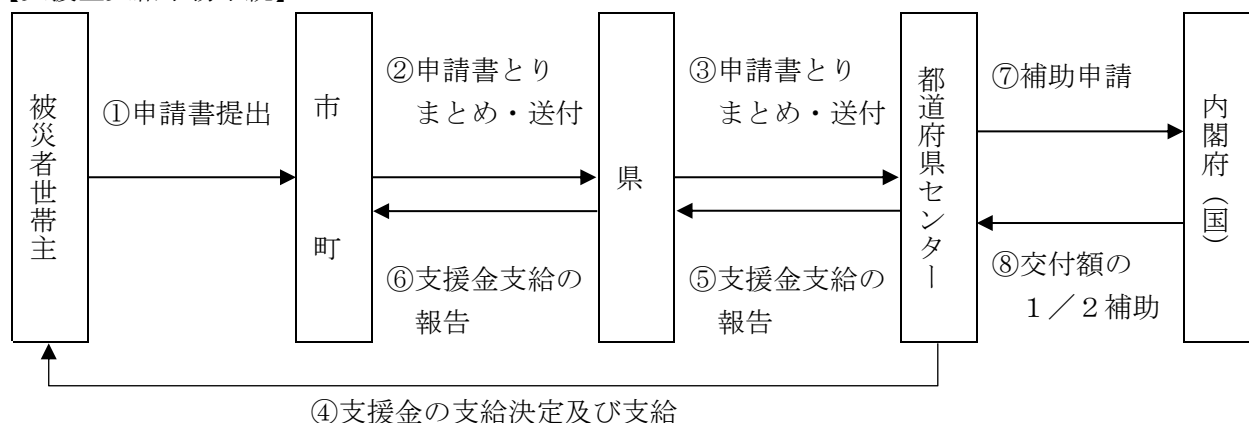 被災者世帯主
①申請書提出
市町
②申請書とり
まとめ・送付
⑥支援金支給の
報告
県
③申請書とり
まとめ・送付
⑤支援金支給の
報告
都道府県センター
⑦補助申請
⑧交付額の
1/2補助
内閣府(国)
④支援金の支給決定及び支給